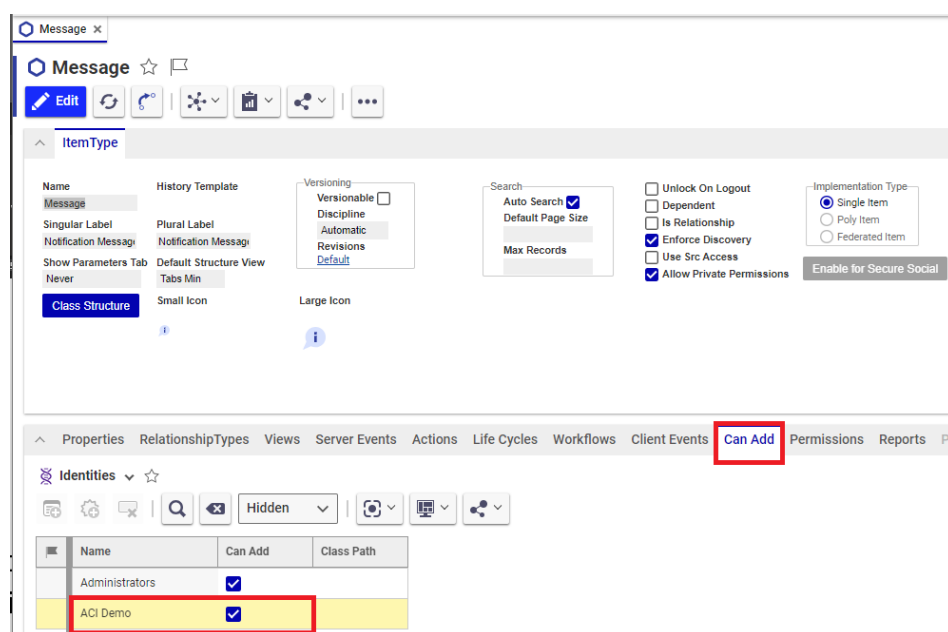 Message ×
Message
Edit
ItemType
Name
History Template
Versioning
Versionable
Unlock On Logout
Implementation Type
Message
Discipline
Search
Auto Search
Dependent
Single Item
Singular Label
Plural Label
Automatic
Default Page Size
Is Relationship
Poly Item
Notification Messag
Notification Messag
Revisions
Enforce Discovery
Federated Item
Show Parameters Tab
Default Structure View
Default
Max Records
Use Src Access
Never
Tabs Min
Allow Private Permissions
Enable for Secure Social
Class Structure
Small Icon
Large Icon
Properties RelationshipTypes Views Server Events Actions Life Cycles Workflows Client Events Can Add Permissions Reports P
Identities
Hidden
Name Can Add Class Path
Administrators
ACI Demo